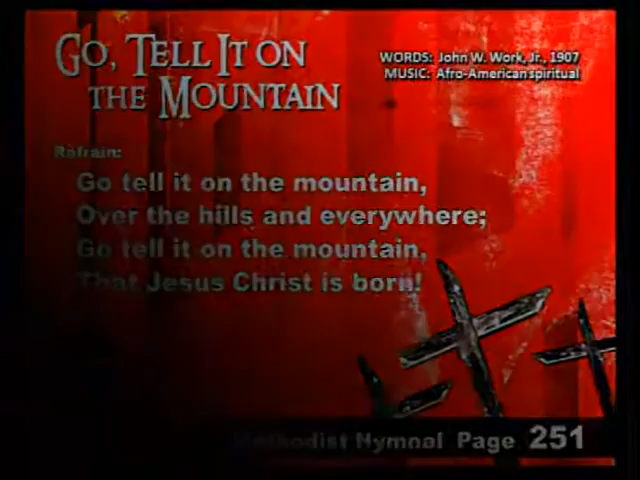 GO, TELL IT ON
THE MOUNTAIN
WORDS: John W. Work, Jr., 1907
MUSIC: Afro-American spiritual
Refrain:
Go tell it on the mountain,
Over the hills and everywhere;
Go tell it on the mountain,
That Jesus Christ is born!
Methodist Hymnal Page 251